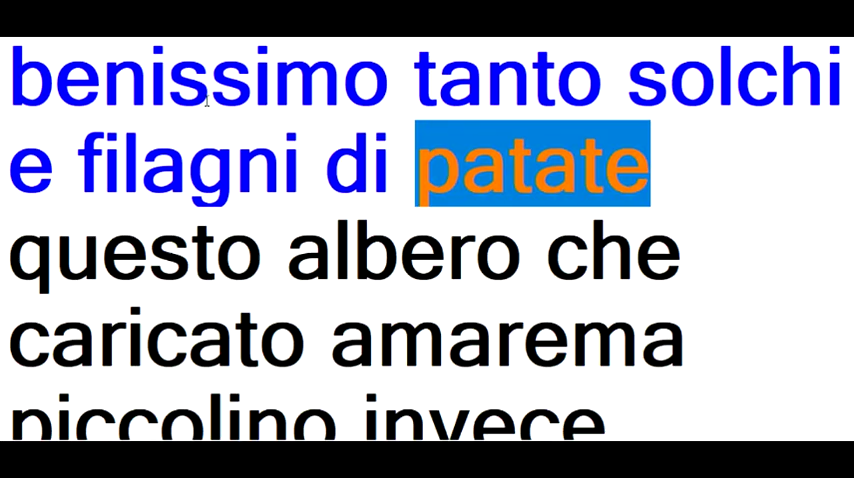 benissimo tanto solchi
e filagni di patate
questo albero che
caricato amarema
piccolino invece